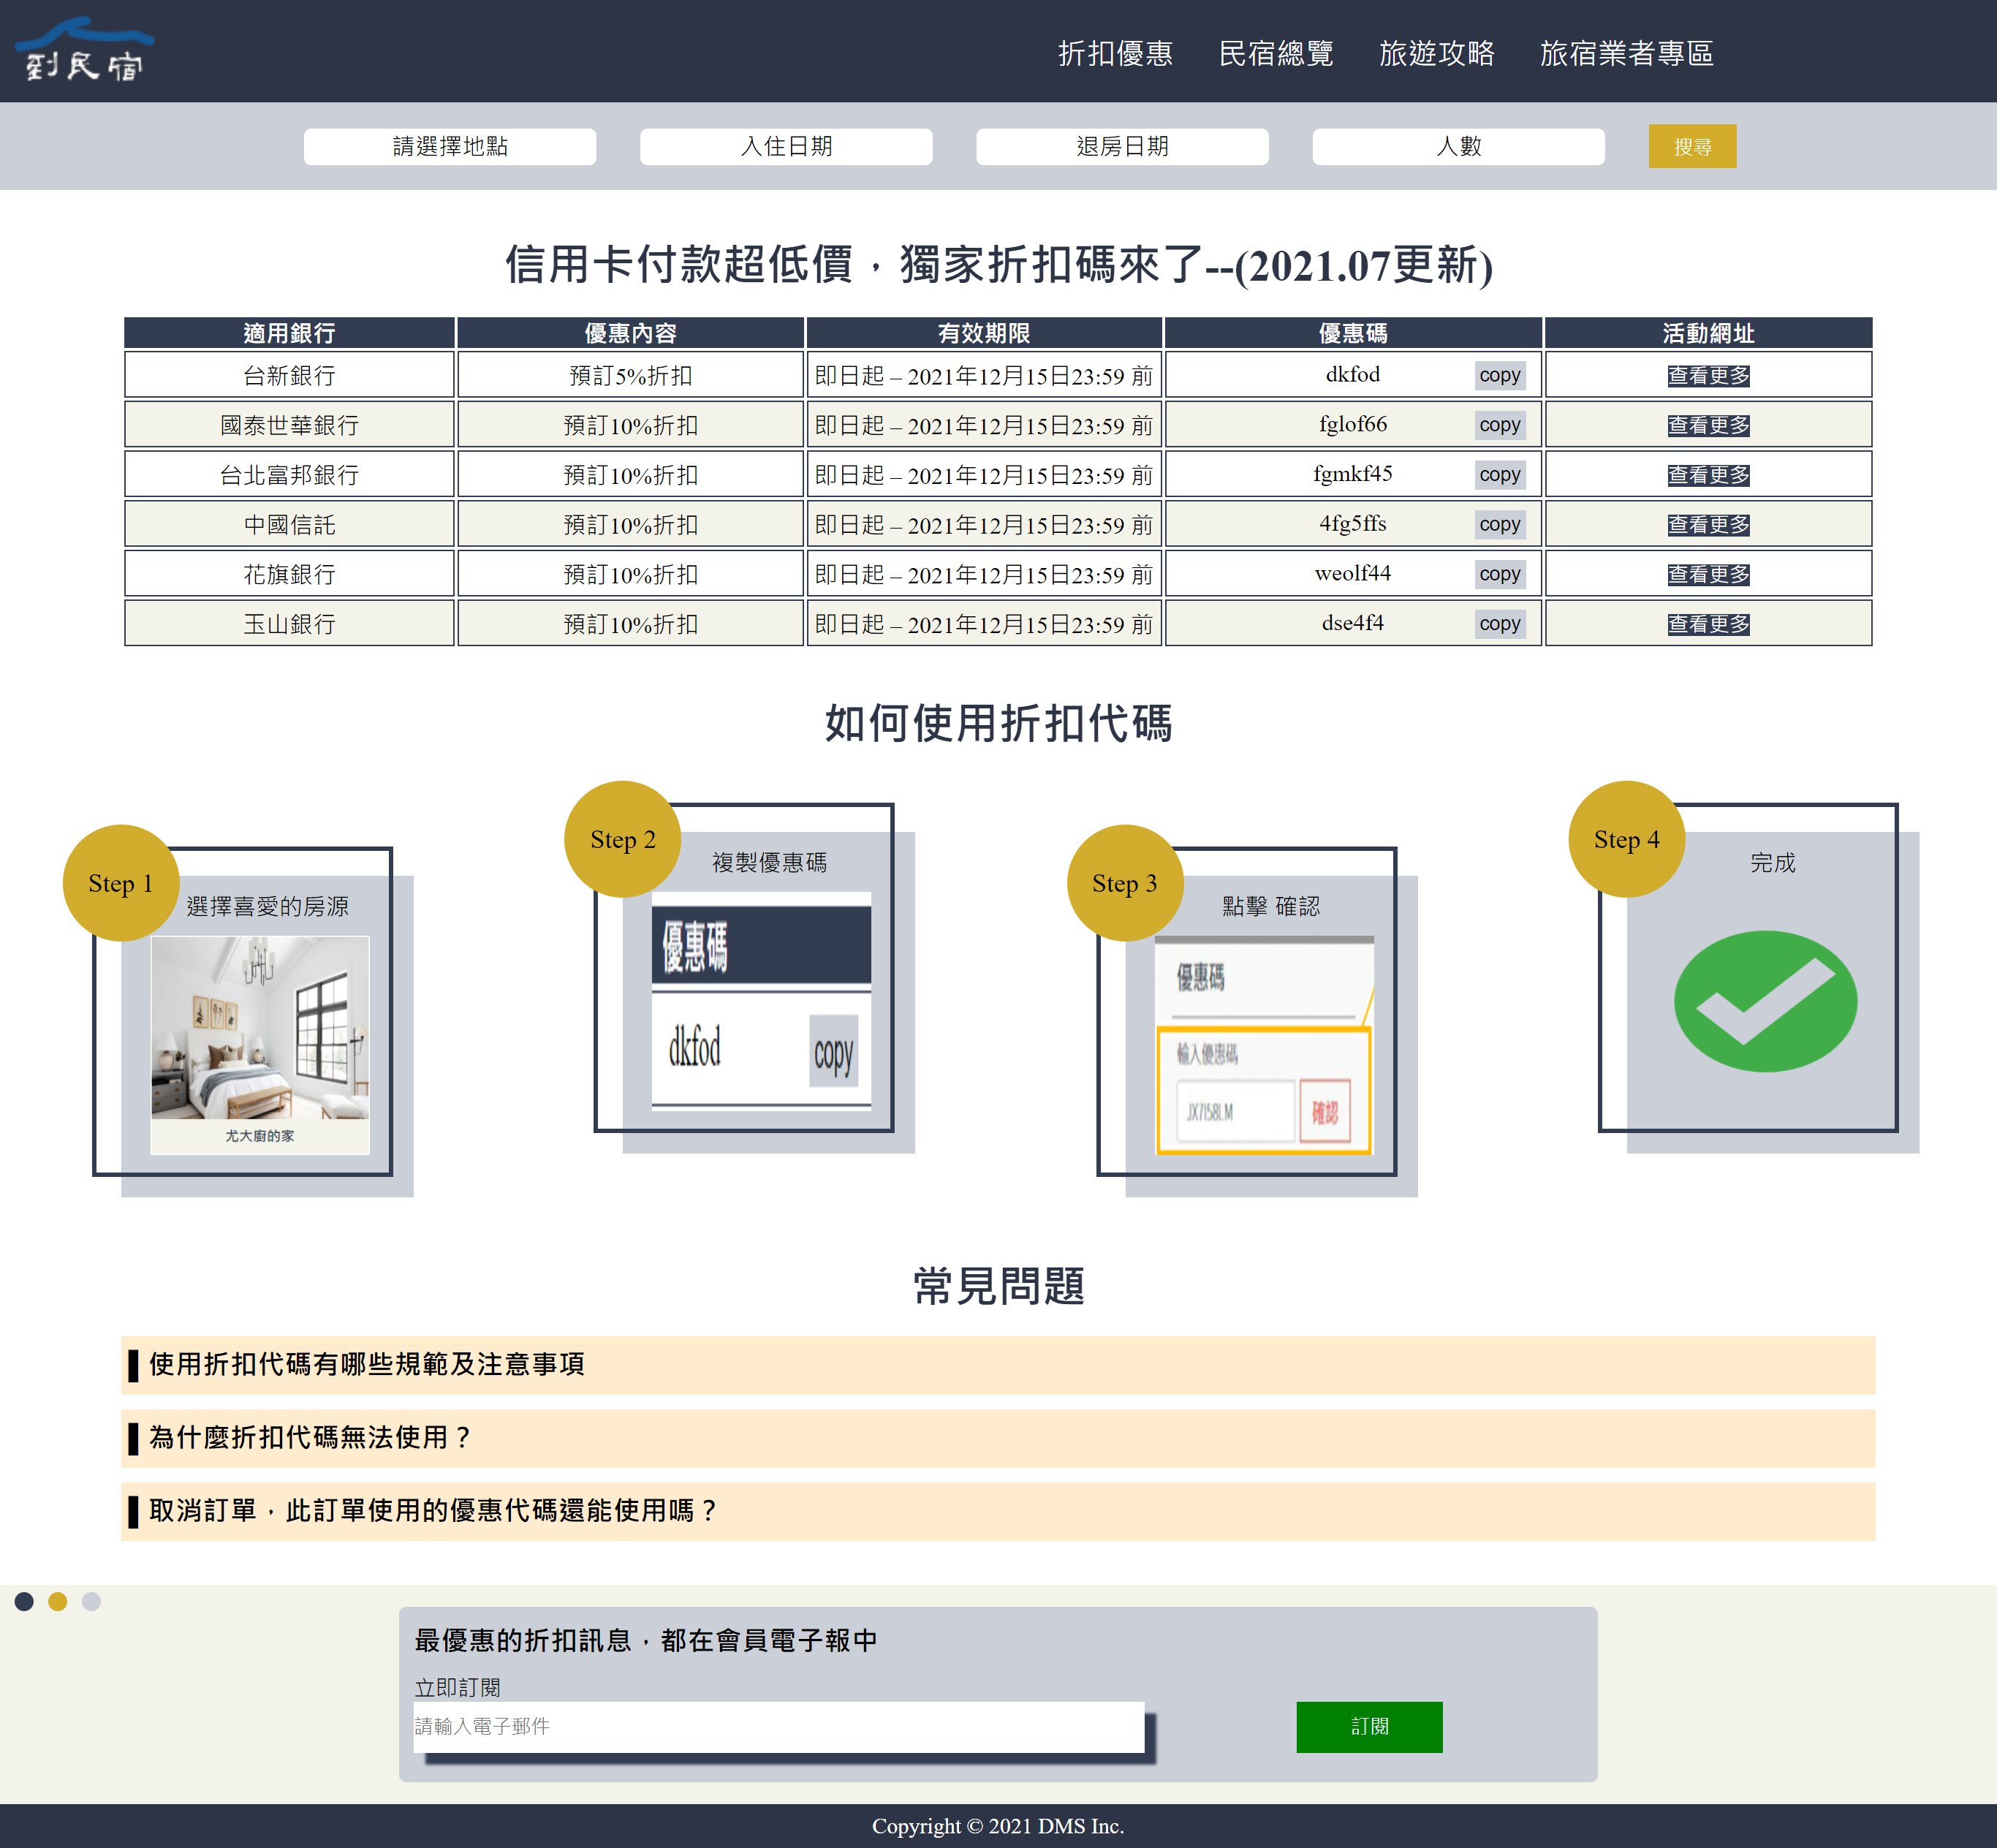 到民宿
折扣優惠 民宿總覽 旅遊攻略 旅宿業者專區
請選擇地點 入住日期 退房日期 人數 搜尋
信用卡付款超低價，獨家折扣碼來了--(2021.07更新)
適用銀行 優惠內容 有效期限 優惠碼 活動網址
台新銀行 預訂5%折扣 即日起 – 2021年12月15日23:59 前 dkfod copy 查看更多
國泰世華銀行 預訂10%折扣 即日起 – 2021年12月15日23:59 前 fglof66 copy 查看更多
台北富邦銀行 預訂10%折扣 即日起 – 2021年12月15日23:59 前 fgmkf45 copy 查看更多
中國信託 預訂10%折扣 即日起 – 2021年12月15日23:59 前 4fg5ffs copy 查看更多
花旗銀行 預訂10%折扣 即日起 – 2021年12月15日23:59 前 weolf44 copy 查看更多
玉山銀行 預訂10%折扣 即日起 – 2021年12月15日23:59 前 dse4f4 copy 查看更多
如何使用折扣代碼
Step 1
選擇喜愛的房源
尤大廚的家
Step 2
複製優惠碼
優惠碼
dkfod copy
Step 3
點擊 確認
優惠碼
輸入優惠碼
JX7I58LM 確認
Step 4
完成
常見問題
使用折扣代碼有哪些規範及注意事項
為什麼折扣代碼無法使用？
取消訂單，此訂單使用的優惠代碼還能使用嗎？
最優惠的折扣訊息，都在會員電子報中
立即訂閱
請輸入電子郵件 訂閱
Copyright © 2021 DMS Inc.